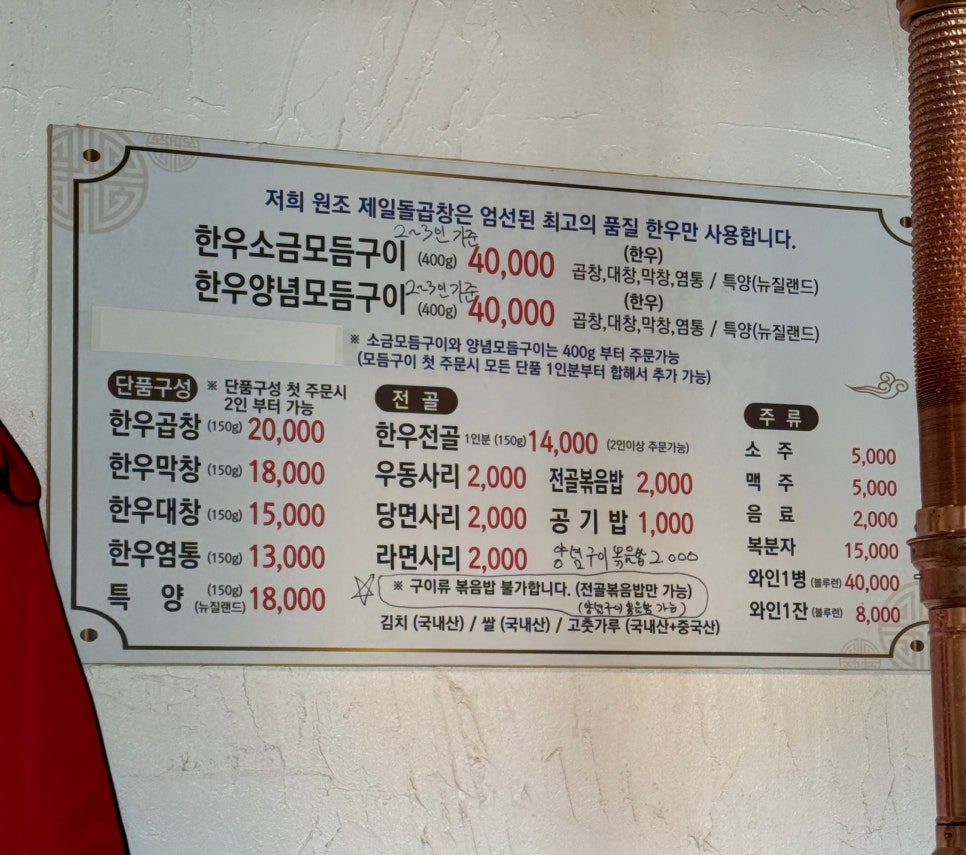 저희 원조 제일돌곱창은 엄선된 최고의 품질 한우만 사용합니다.
2~3인 기준
한우소금모듬구이 (400g) 40,000 (한우) 곱창,대창,막창,염통 / 특양(뉴질랜드)
2~3인 기준
한우양념모듬구이 (400g) 40,000 (한우) 곱창,대창,막창,염통 / 특양(뉴질랜드)
※ 소금모듬구이와 양념모듬구이는 400g 부터 주문가능
(모듬구이 첫 주문시 모든 단품 1인분부터 합해서 추가 가능)
단품구성 ※ 단품구성 첫 주문시
2인 부터 가능
한우곱창 (150g) 20,000
한우막창 (150g) 18,000
한우대창 (150g) 15,000
한우염통 (150g) 13,000
특 양 (150g) (뉴질랜드) 18,000
전 골
한우전골 1인분 (150g) 14,000 (2인이상 주문가능)
우동사리 2,000 전골볶음밥 2,000
당면사리 2,000 공 기 밥 1,000
라면사리 2,000 양념구이 볶음밥 2000
※ 구이류 볶음밥 불가합니다. (전골볶음밥만 가능)
(양념구이 볶음밥 가능)
김치 (국내산) / 쌀 (국내산) / 고춧가루 (국내산+중국산)
주 류
소 주 5,000
맥 주 5,000
음 료 2,000
복분자 15,000
와인1병 (블루런) 40,000
와인1잔 (블루런) 8,000